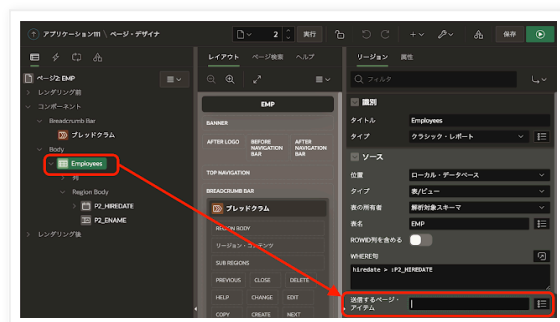 アプリケーション111 \ ページ・デザイナ
2
実行
保存
ページ2: EMP
レンダリング前
コンポーネント
Breadcrumb Bar
ブレッドクラム
Body
Employees
列
Region Body
P2_HIREDATE
P2_ENAME
レンダリング後
レイアウト ページ検索 ヘルプ
EMP
BANNER
AFTER LOGO
BEFORE NAVIGATION BAR
AFTER NAVIGATION BAR
TOP NAVIGATION
BREADCRUMB BAR
ブレッドクラム
REGION BODY
リージョン・コンテンツ
SUB REGIONS
PREVIOUS CLOSE DELETE
HELP CHANGE EDIT
COPY CREATE NEXT
リージョン 属性
フィルタ
識別
タイトル Employees
タイプ クラシック・レポート
ソース
位置 ローカル・データベース
タイプ 表/ビュー
表の所有者 解析対象スキーマ
表名 EMP
ROWID列を含める
WHERE句
hiredate > :P2_HIREDATE
送信するページ・
アイテム